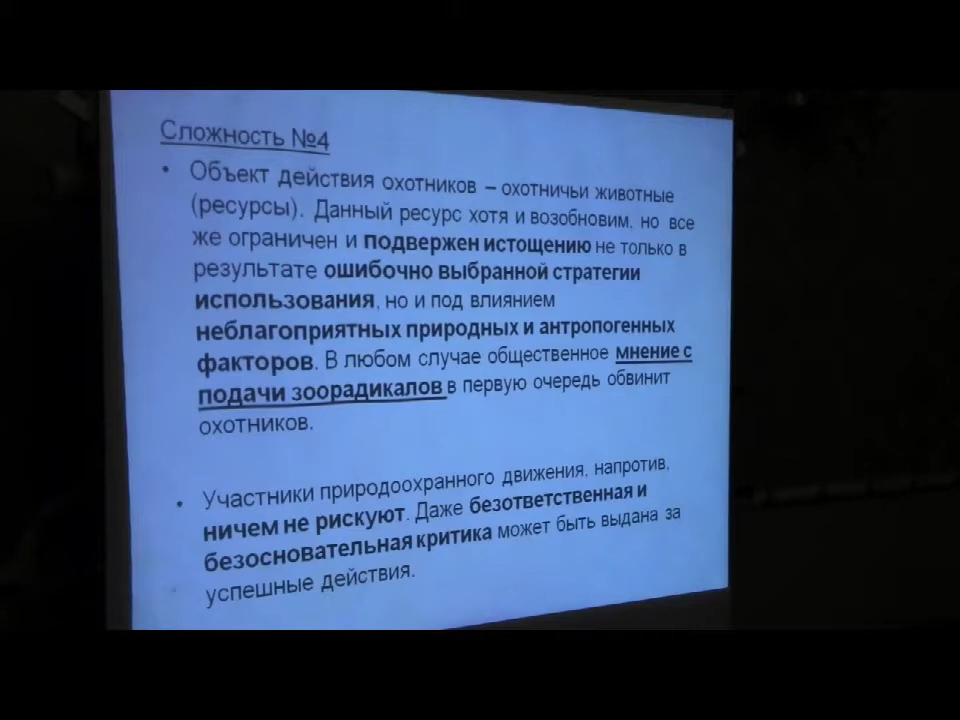 Сложность №4
• Объект действия охотников – охотничьи животные
(ресурсы). Данный ресурс хотя и возобновим, но все
же ограничен и подвержен истощению не только в
результате ошибочно выбранной стратегии
использования, но и под влиянием
неблагоприятных природных и антропогенных
факторов. В любом случае общественное мнение с
подачи зоорадикалов в первую очередь обвинит
охотников.
• Участники природоохранного движения, напротив,
ничем не рискуют. Даже безответственная и
безосновательная критика может быть выдана за
успешные действия.